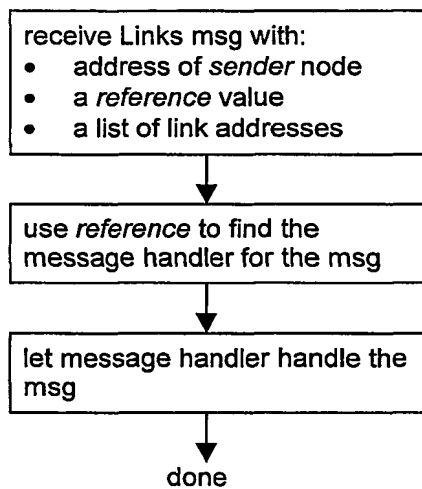 receive Links msg with:
• address of sender node
• a reference value
• a list of link addresses
use reference to find the
message handler for the msg
let message handler handle the
msg
done